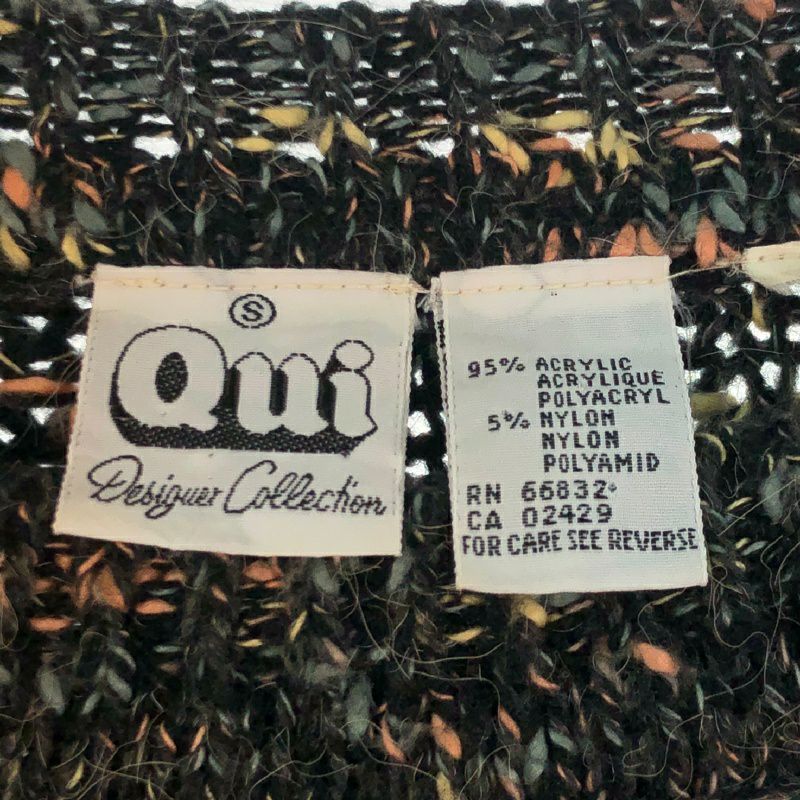 S
Qui
Designer Collection
95% ACRYLIC
ACRYLIQUE
POLYACRYL
5% NYLON
NYLON
POLYAMID
RN 66832
CA 02429
FOR CARE SEE REVERSE